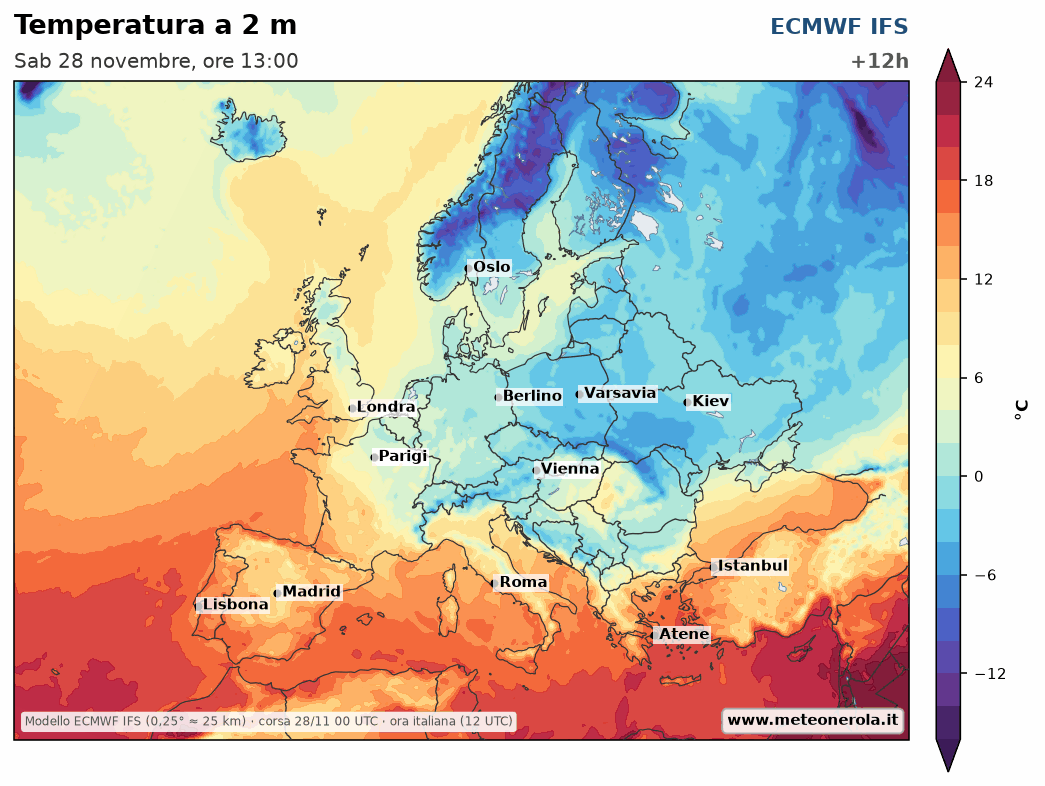 Temperatura a 2 m
ECMWF IFS
Sab 28 novembre, ore 13:00
+12h
24
18
12
6
0
−6
−12
°C
Oslo
Berlino
Varsavia
Kiev
Londra
Parigi
Vienna
Istanbul
Roma
Madrid
Lisbona
Atene
Modello ECMWF IFS (0,25° ≈ 25 km) · corsa 28/11 00 UTC · ora italiana (12 UTC)
www.meteonerola.it